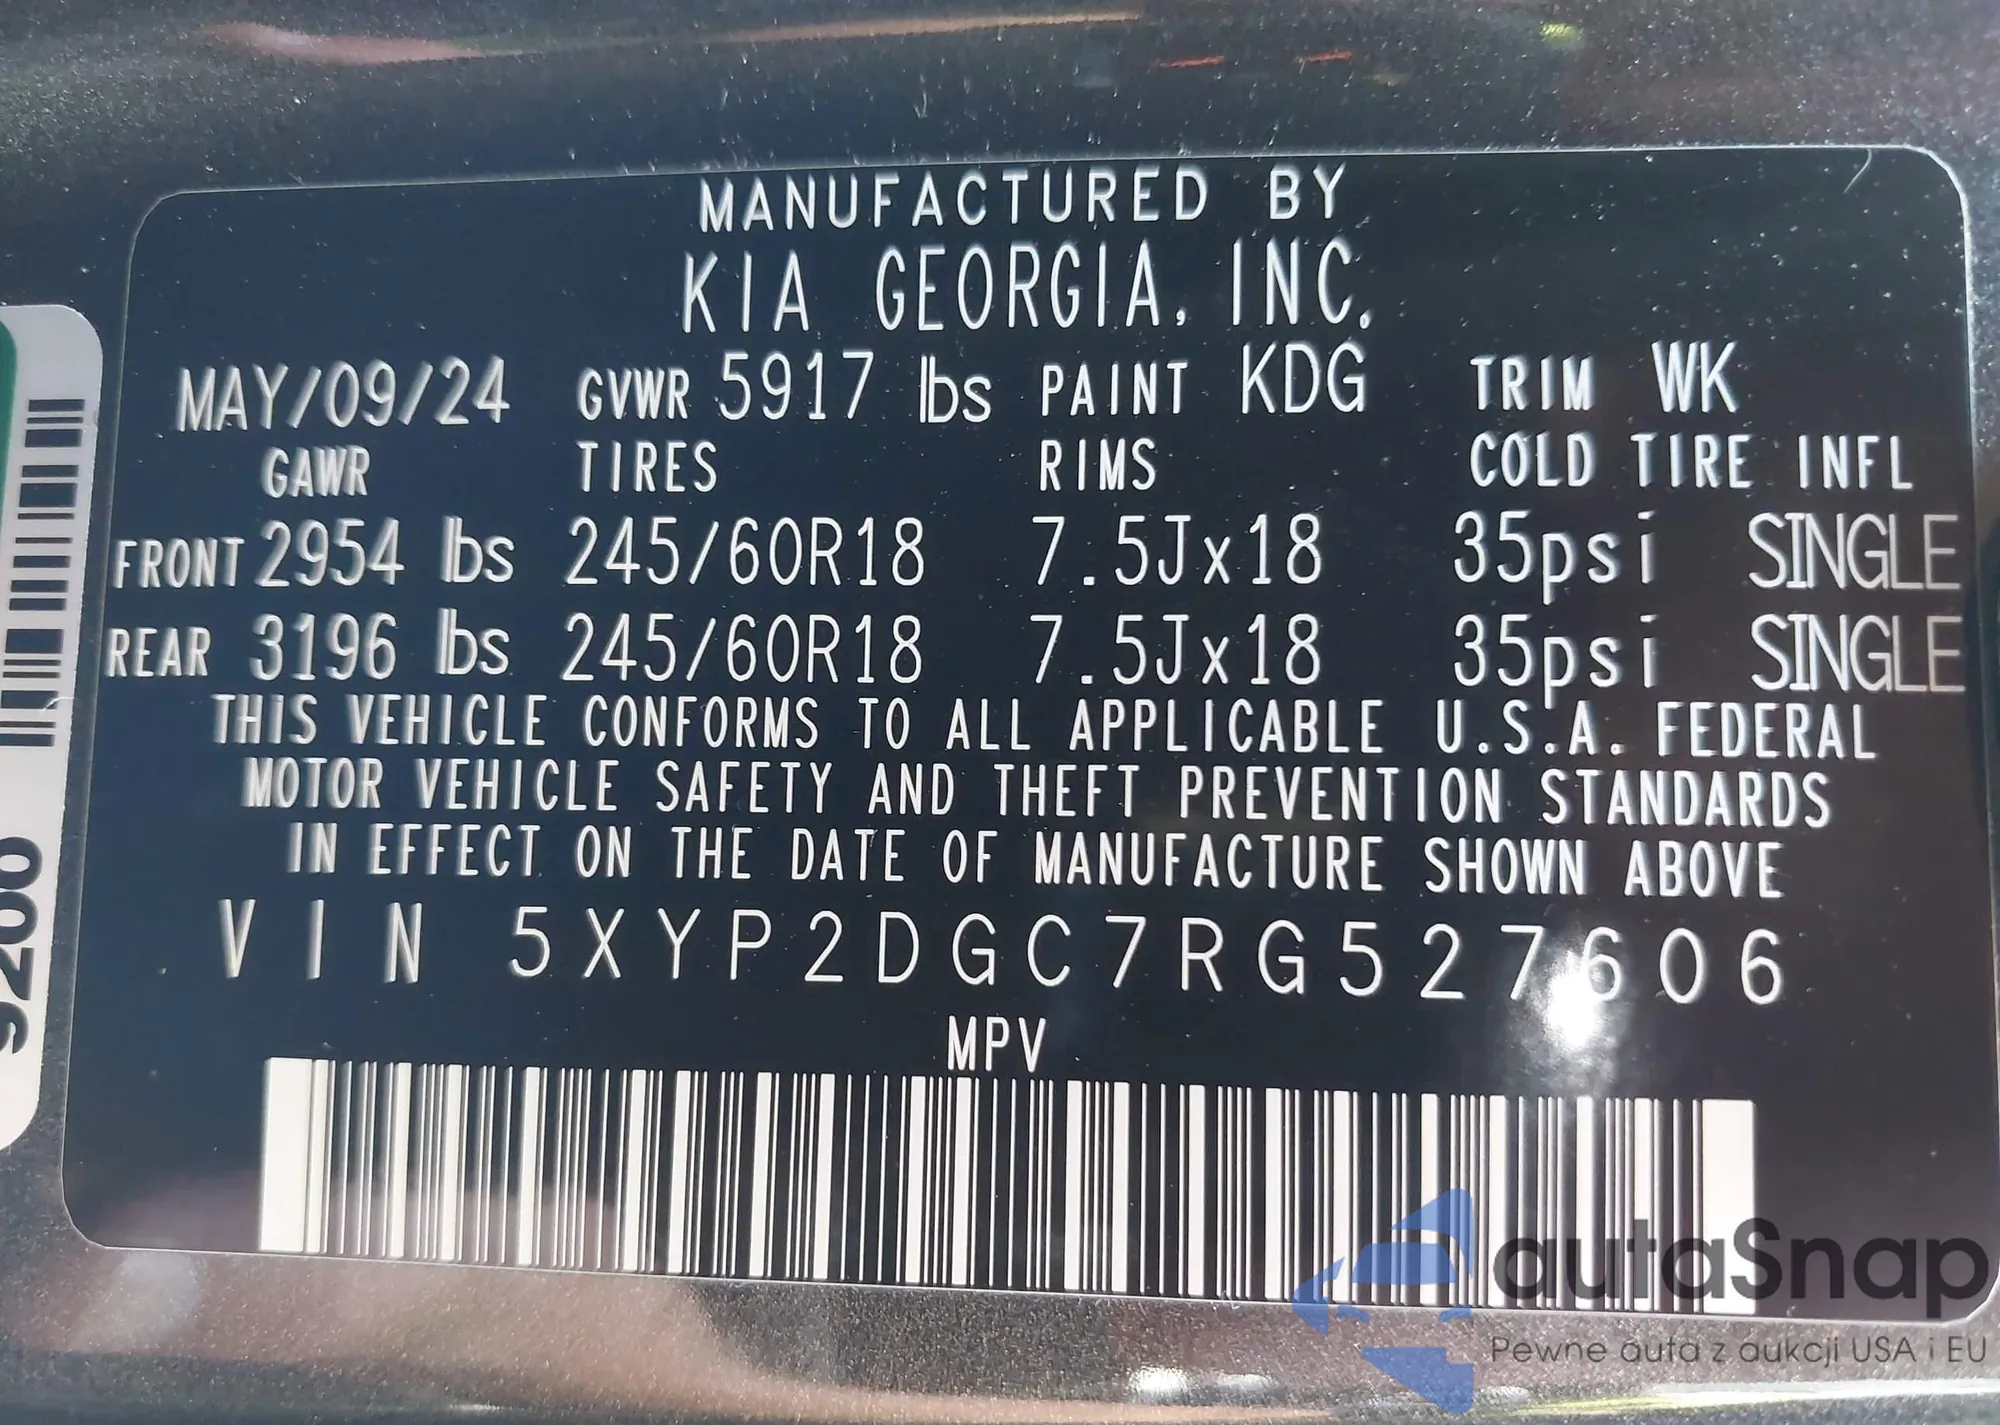 MANUFACTURED BY
KIA GEORGIA, INC.
MAY/09/24 GVWR 5917 lbs PAINT KDG TRIM WK
GAWR TIRES RIMS COLD TIRE INFL
FRONT 2954 lbs 245/60R18 7.5Jx18 35psi SINGLE
REAR 3196 lbs 245/60R18 7.5Jx18 35psi SINGLE
THIS VEHICLE CONFORMS TO ALL APPLICABLE U.S.A. FEDERAL
MOTOR VEHICLE SAFETY AND THEFT PREVENTION STANDARDS
IN EFFECT ON THE DATE OF MANUFACTURE SHOWN ABOVE
VIN 5XYP2DGC7RG527606
MPV
9200
autaSnap
Pewne auta z aukcji USA i EU